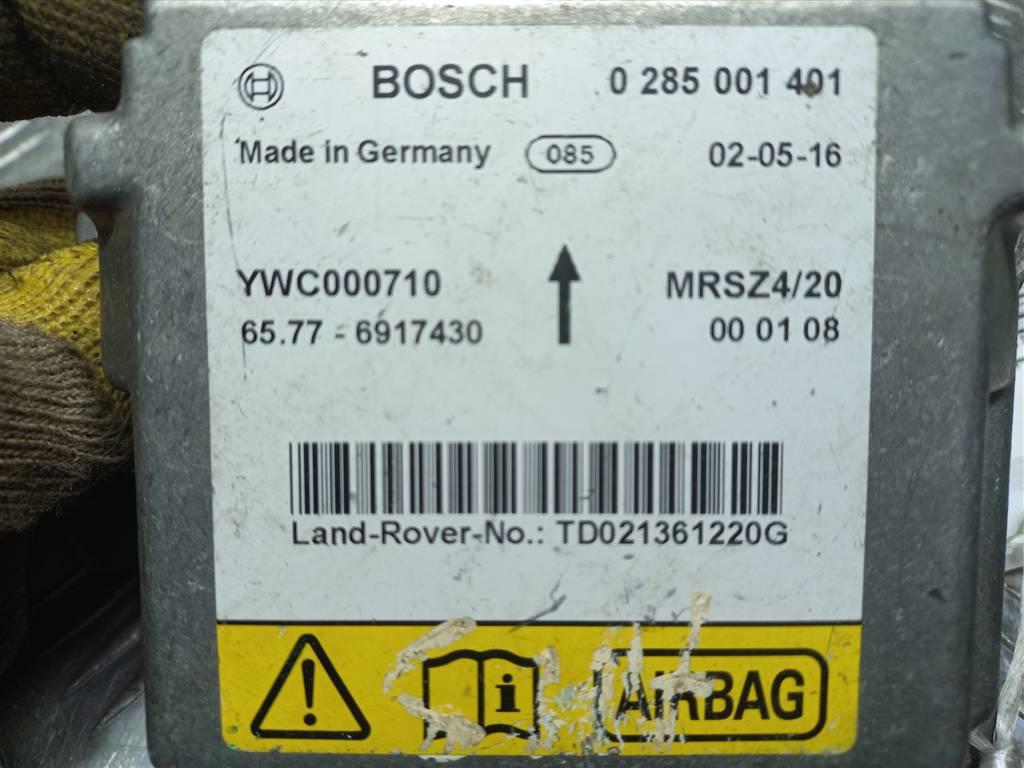 BOSCH 0 285 001 401
Made in Germany 085 02-05-16
YWC000710 MRSZ4/20
65.77 - 6917430 00 01 08
Land-Rover-No.: TD021361220G
AIRBAG